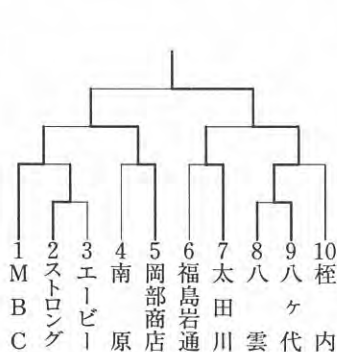 1 MBC
2 ストロング
3 エービー
4 南原
5 岡部商店
6 福島岩通
7 太田川
8 八雲
9 八ヶ代
10 桎内